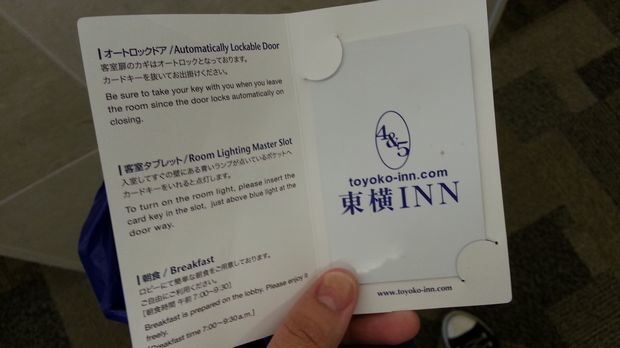 オートロックドア /Automatically Lockable Door
客室扉のカギはオートロックとなっております。
カードキーを抜いてお出掛けください。
Be sure to take your key with you when you leave
the room since the door locks automatically on
closing.
客室タブレット/Room Lighting Master Slot
入室してすぐの壁にある青いランプが点いているポケットへ
カードキーをいれると点灯します。
To turn on the room light, please insert the
card key in the slot, just above blue light at the
door way.
朝食 / Breakfast
ロビーにて簡単な朝食をご用意しております。
ご自由にご利用ください。
[朝食時間 午前 7:00~9:30]
Breakfast is prepared on the lobby. Please enjoy it
freely.
[Breakfast time 7:00~9:30a.m.]
4&5
toyoko-inn.com
東横INN
www.toyoko-inn.com